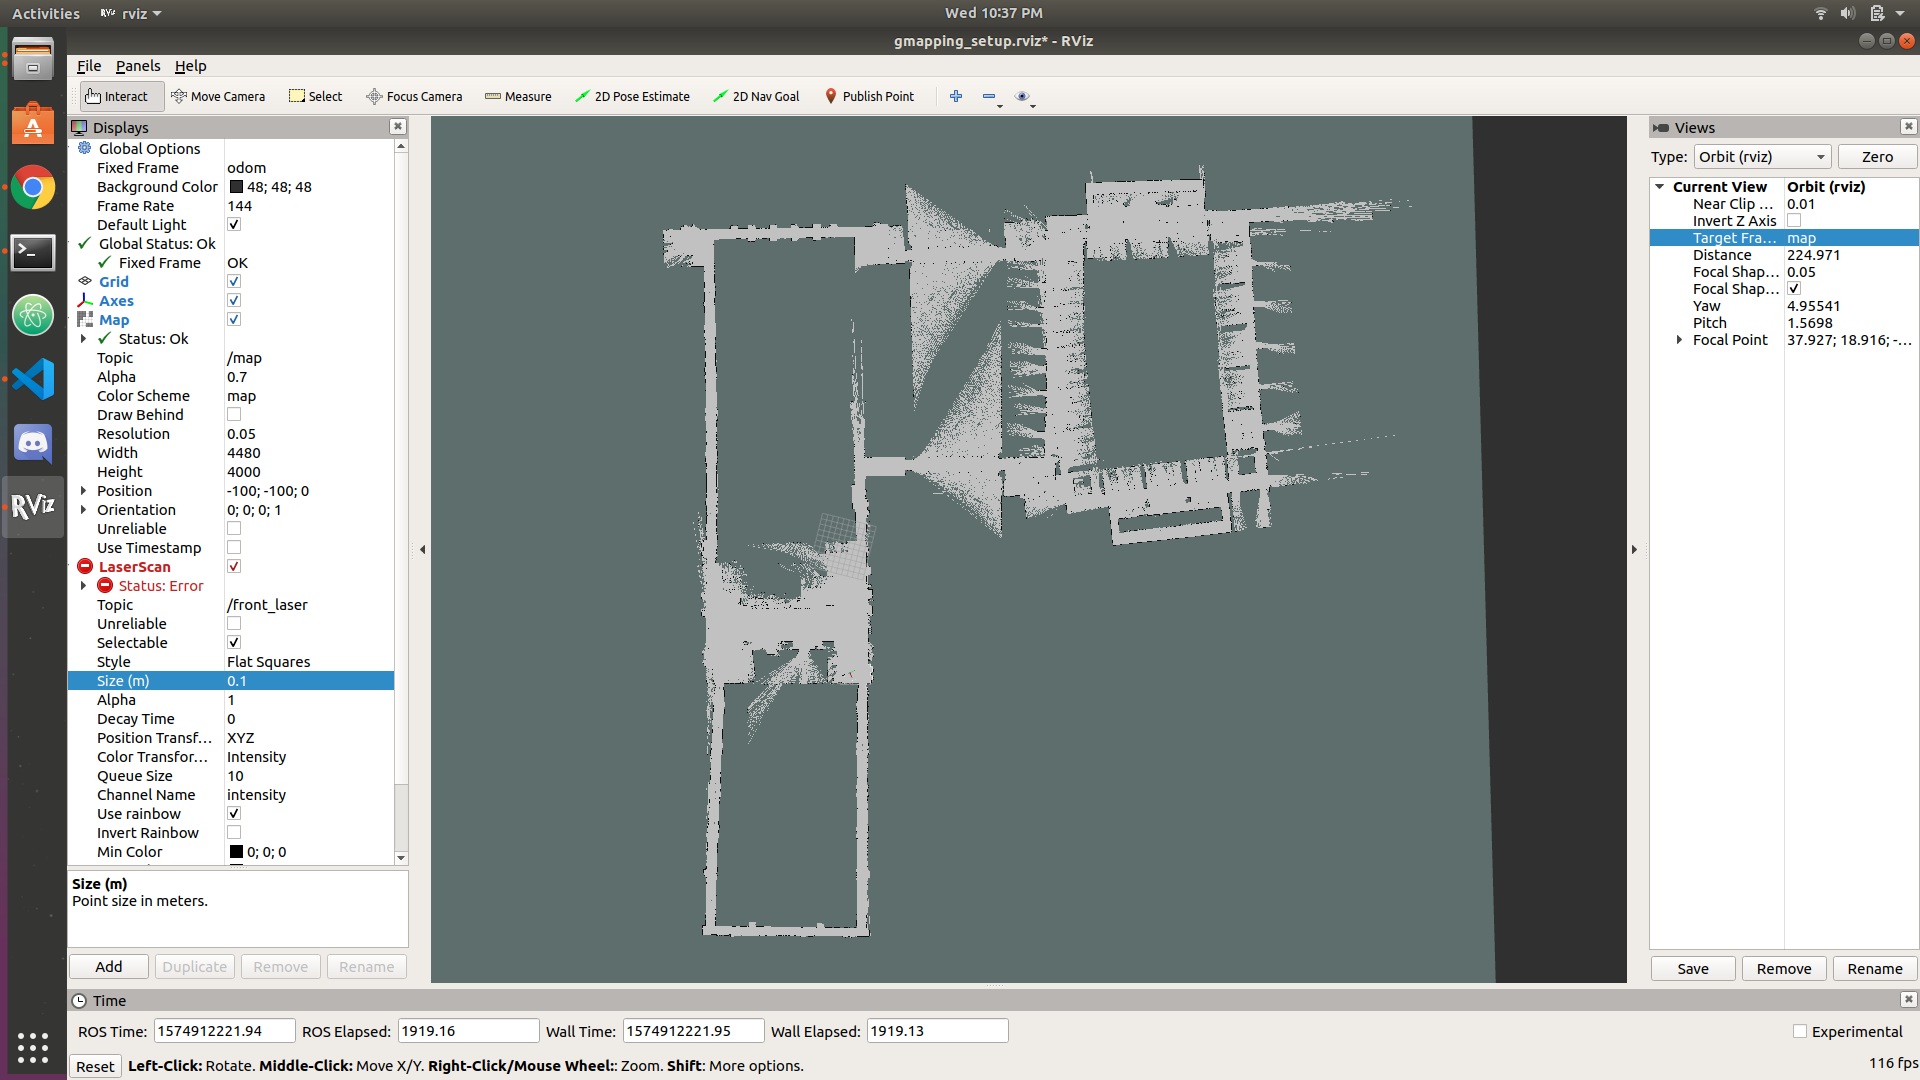 Activities RViz rviz Wed 10:37 PM
gmapping_setup.rviz* - RViz
File Panels Help
Interact Move Camera Select Focus Camera Measure 2D Pose Estimate 2D Nav Goal Publish Point
Displays
Global Options
Fixed Frame odom
Background Color 48; 48; 48
Frame Rate 144
Default Light
Global Status: Ok
Fixed Frame OK
Grid
Axes
Map
Status: Ok
Topic /map
Alpha 0.7
Color Scheme map
Draw Behind
Resolution 0.05
Width 4480
Height 4000
Position -100; -100; 0
Orientation 0; 0; 0; 1
Unreliable
Use Timestamp
LaserScan
Status: Error
Topic /front_laser
Unreliable
Selectable
Style Flat Squares
Size (m) 0.1
Alpha 1
Decay Time 0
Position Transf... XYZ
Color Transfor... Intensity
Queue Size 10
Channel Name intensity
Use rainbow
Invert Rainbow
Min Color 0; 0; 0
Size (m)
Point size in meters.
Add Duplicate Remove Rename
Views
Type: Orbit (rviz) Zero
Current View Orbit (rviz)
Near Clip ... 0.01
Invert Z Axis
Target Fra... map
Distance 224.971
Focal Shap... 0.05
Focal Shap...
Yaw 4.95541
Pitch 1.5698
Focal Point 37.927; 18.916; -...
Save Remove Rename
RViz
Time
ROS Time: 1574912221.94 ROS Elapsed: 1919.16 Wall Time: 1574912221.95 Wall Elapsed: 1919.13 Experimental
Reset Left-Click: Rotate. Middle-Click: Move X/Y. Right-Click/Mouse Wheel:: Zoom. Shift: More options. 116 fps